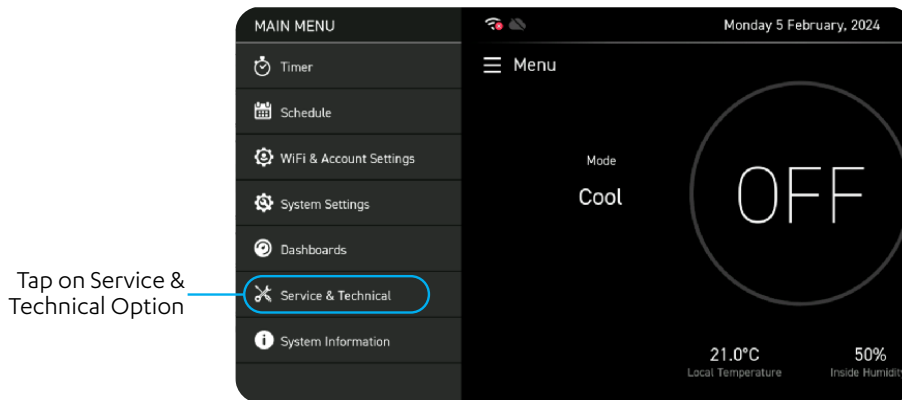 MAIN MENU
Timer
Schedule
WiFi & Account Settings
System Settings
Dashboards
Service & Technical
System Information
Tap on Service &
Technical Option
Monday 5 February, 2024
Menu
Mode
Cool
OFF
21.0°C
Local Temperature
50%
Inside Humidity